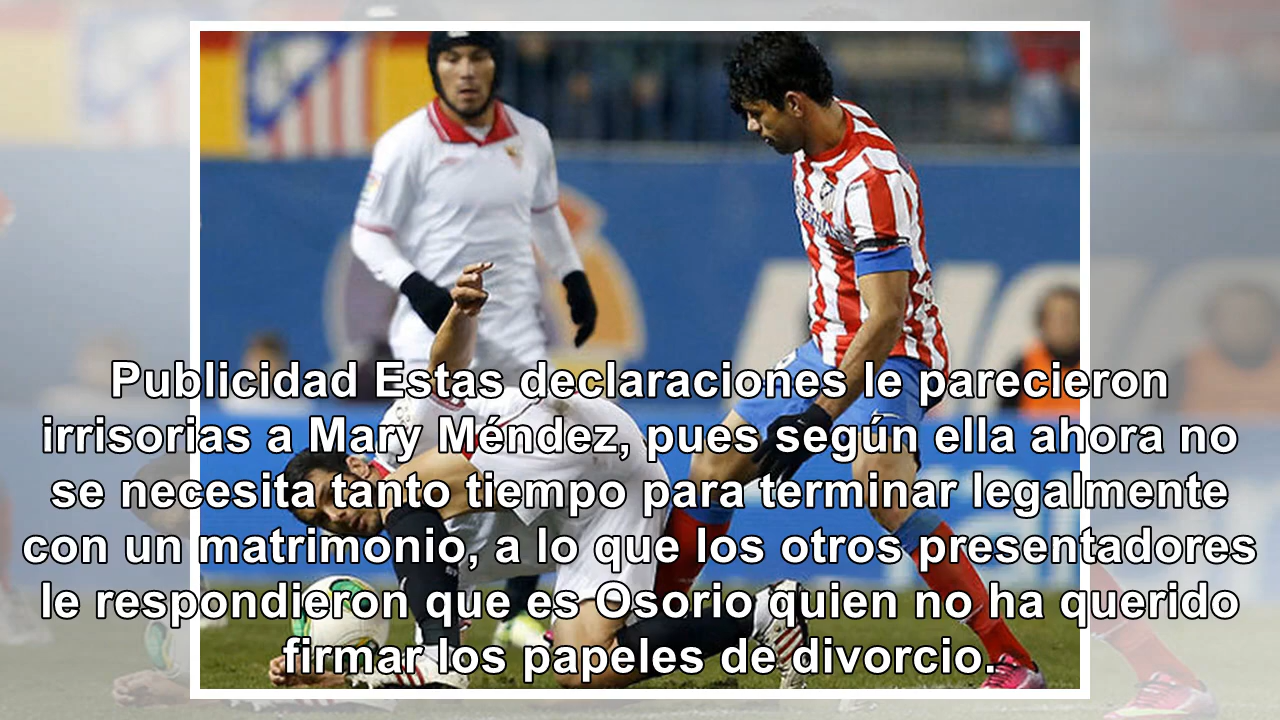 Publicidad Estas declaraciones le parecieron
irrisorias a Mary Méndez, pues según ella ahora no
se necesita tanto tiempo para terminar legalmente
con un matrimonio, a lo que los otros presentadores
le respondieron que es Osorio quien no ha querido
firmar los papeles de divorcio.